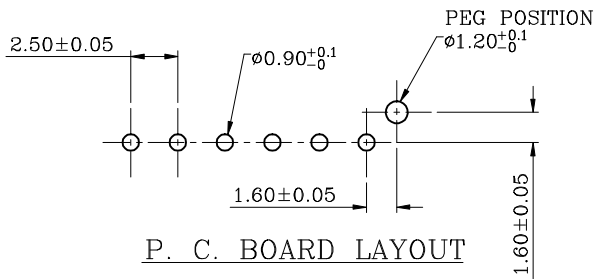 PEG POSITION
ø1.20+0.1 -0
2.50±0.05
ø0.90+0.1 -0
1.60±0.05
1.60±0.05
P. C. BOARD LAYOUT